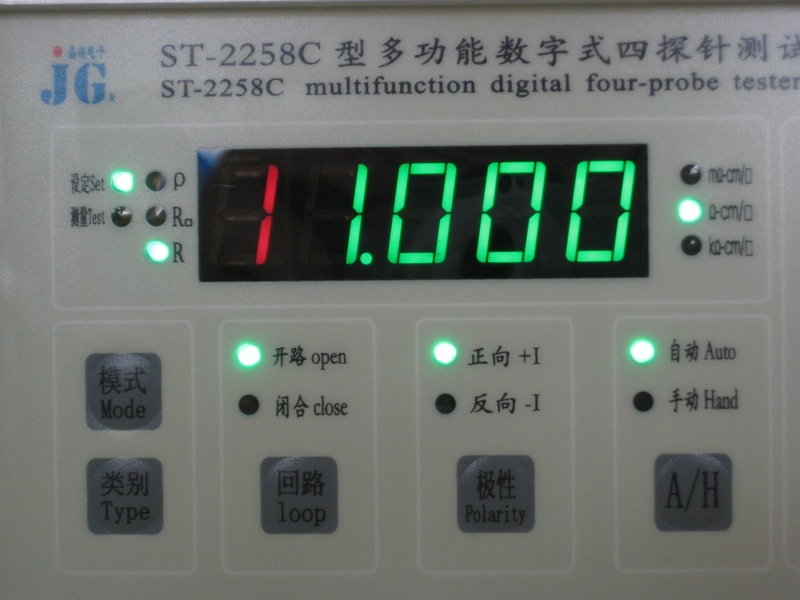 JG
ST-2258C 型多功能数字式四探针测试
ST-2258C multifunction digital four-probe tester
设定Set
ρ
测量Test
R□
R
1 1.000
mΩ-cm/□
Ω-cm/□
kΩ-cm/□
模式
Mode
类别
Type
开路 open
闭合 close
回路
loop
正向 +I
反向 -I
极性
Polarity
自动 Auto
手动 Hand
A/H